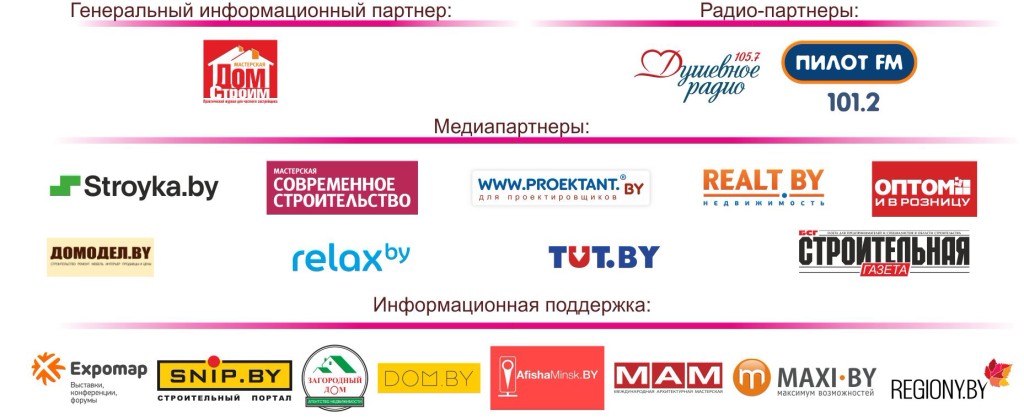 Генеральный информационный партнер:
Радио-партнеры:
МАСТЕРСКАЯ
ДОМ
СТРОИМ
Практический журнал для частного застройщика
105.7
Душевное
радио
ПИЛОТ FM
101.2
Медиапартнеры:
Stroyka.by
МАСТЕРСКАЯ
СОВРЕМЕННОЕ
СТРОИТЕЛЬСТВО
WWW.PROEKTANT.®BY
для проектировщиков
REALT.BY
недвижимость
ОПТОМ
И В РОЗНИЦУ
ДОМОДЕЛ.BY
relax by
TUT.BY
БСГ
СТРОИТЕЛЬНАЯ
ГАЗЕТА
Информационная поддержка:
Expomap
Выставки,
конференции,
форумы
SNIP.BY
СТРОИТЕЛЬНЫЙ ПОРТАЛ
ЗАГОРОДНЫЙ
ДОМ
АГЕНТСТВО НЕДВИЖИМОСТИ
DOM.BY
AfishaMinsk.BY
МАМ
МЕЖДУНАРОДНАЯ АРХИТЕКТУРНАЯ МАСТЕРСКАЯ
m
MAXI·BY
МАКСИМУМ ВОЗМОЖНОСТЕЙ
REGIONY.BY